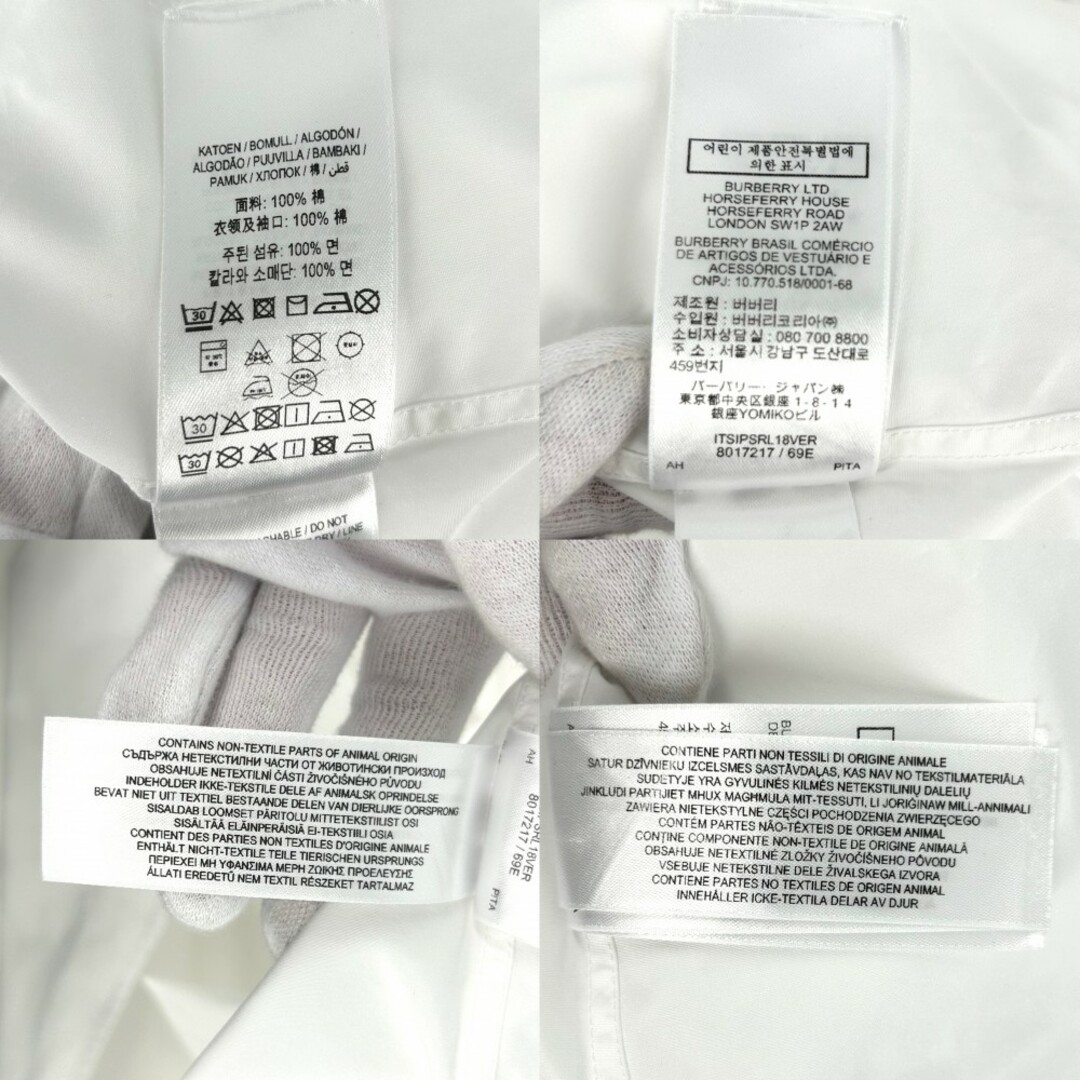 KATOEN / BOMULL / ALGODÓN /
ALGODÃO / PUUVILLA / BAMBAKI /
PAMUK / ХЛОПОК / 棉 / قطن
面料: 100% 棉
衣领及袖口: 100% 棉
주된 섬유: 100% 면
칼라와 소매단: 100% 면
30
30
30
/ DO NOT
/ LINE
어린이 제품안전특별법에
의한 표시
BURBERRY LTD
HORSEFERRY HOUSE
HORSEFERRY ROAD
LONDON SW1P 2AW
BURBERRY BRASIL COMÉRCIO
DE ARTIGOS DE VESTUÁRIO E
ACESSÓRIOS LTDA.
CNPJ: 10.770.518/0001-68
제조원 : 버버리
수입원 : 버버리코리아㈜
소비자상담실 : 080 700 8800
주 소 : 서울시 강남구 도산대로
459번지
バーバリー・ジャパン㈱
東京都中央区銀座 1-8-14
銀座YOMIKOビル
ITSIPSRL18VER
8017217 / 69E
AH PITA
CONTAINS NON-TEXTILE PARTS OF ANIMAL ORIGIN
СЪДЪРЖА НЕТЕКСТИЛНИ ЧАСТИ ОТ ЖИВОТИНСКИ ПРОИЗХОД
OBSAHUJE NETEXTILNÍ ČÁSTI ŽIVOČIŠNÉHO PŮVODU
INDEHOLDER IKKE-TEKSTILE DELE AF ANIMALSK OPRINDELSE
BEVAT NIET UIT TEXTIEL BESTAANDE DELEN VAN DIERLIJKE OORSPRONG
SISALDAB LOOMSET PÄRITOLU MITTETEKSTIILIST OSI
SISÄLTÄÄ ELÄINPERÄISIÄ EI-TEKSTIILI OSIA
CONTIENT DES PARTIES NON TEXTILES D'ORIGINE ANIMALE
ENTHÄLT NICHT-TEXTILE TEILE TIERISCHEN URSPRUNGS
ΠΕΡΙΕΧΕΙ ΜΗ ΥΦΑΝΣΙΜΑ ΜΕΡΗ ΖΩΙΚΗΣ ΠΡΟΕΛΕΥΣΗΣ
ÁLLATI EREDETŰ NEM TEXTIL RÉSZEKET TARTALMAZ
AH
18VER
8017217 / 69E
PITA
CONTIENE PARTI NON TESSILI DI ORIGINE ANIMALE
SATUR DZĪVNIEKU IZCELSMES SASTĀVDAĻAS, KAS NAV NO TEKSTILMATERIĀLA
SUDĖTYJE YRA GYVULINĖS KILMĖS NETEKSTILINIŲ DALELIŲ
JINKLUDI PARTIJIET MHUX MAGĦMULA MIT-TESSUTI, LI JORIĠINAW MILL-ANNIMALI
ZAWIERA NIETEKSTYLNE CZĘŚCI POCHODZENIA ZWIERZĘCEGO
CONTÉM PARTES NÃO-TÊXTEIS DE ORIGEM ANIMAL
CONȚINE COMPONENTE NON-TEXTILE DE ORIGINE ANIMALĂ
OBSAHUJE NETEXTILNÉ ZLOŽKY ŽIVOČÍŠNEHO PÔVODU
VSEBUJE NETEKSTILNE DELE ŽIVALSKEGA IZVORA
CONTIENE PARTES NO TEXTILES DE ORIGEN ANIMAL
INNEHÅLLER ICKE-TEXTILA DELAR AV DJUR